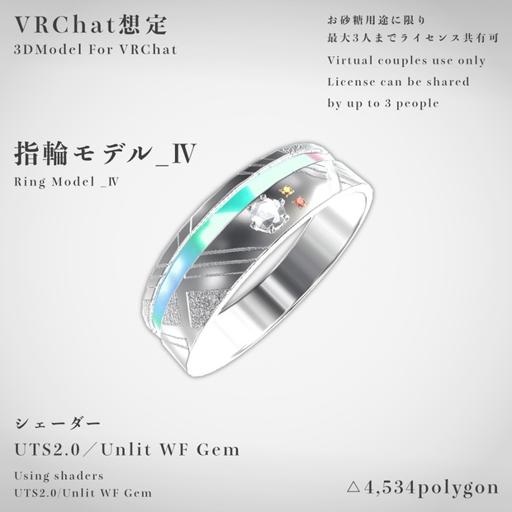 VRChat想定
3DModel For VRChat
お砂糖用途に限り
最大3人までライセンス共有可
Virtual couples use only
License can be shared
by up to 3 people
指輪モデル_Ⅳ
Ring Model _Ⅳ
シェーダー
UTS2.0／Unlit WF Gem
Using shaders
UTS2.0/Unlit WF Gem
△4,534polygon